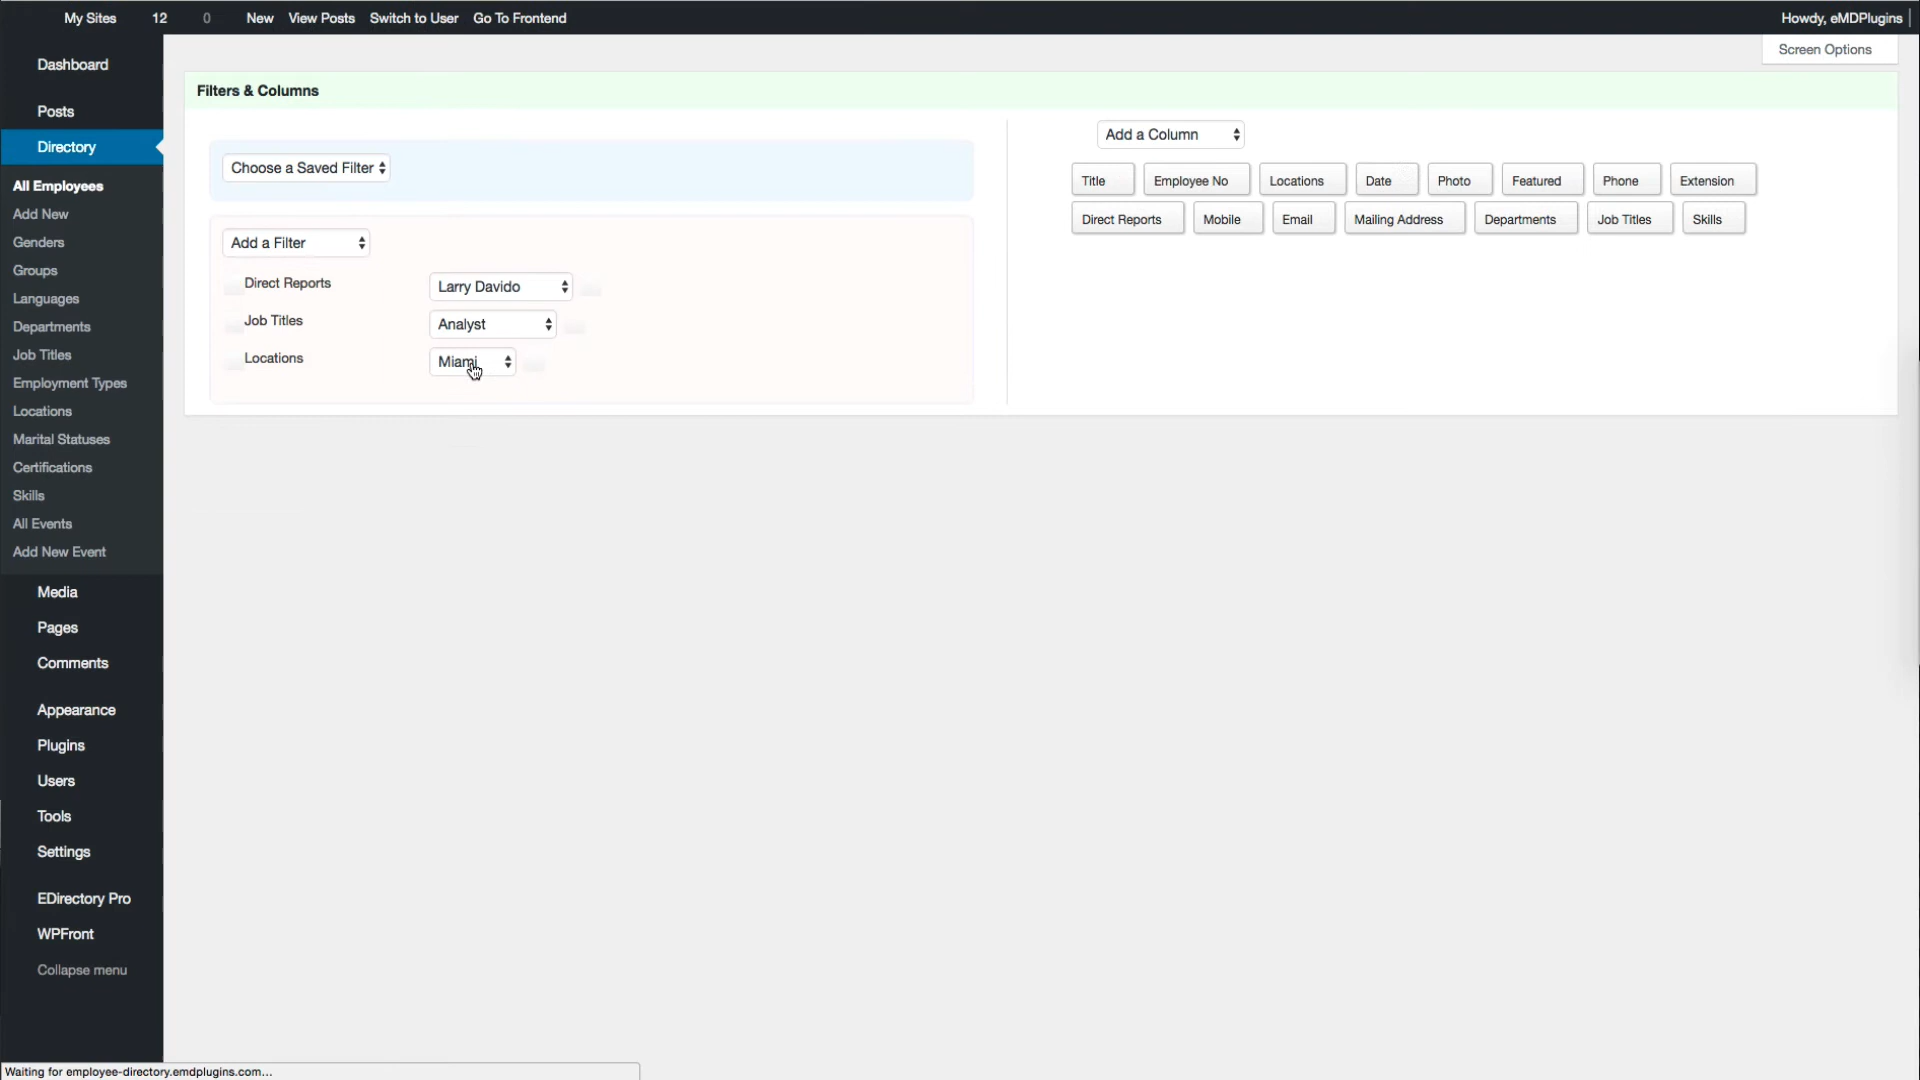 My Sites 12 0 New View Posts Switch to User Go To Frontend Howdy, eMDPlugins
Screen Options
Dashboard
Posts
Directory
All Employees
Add New
Genders
Groups
Languages
Departments
Job Titles
Employment Types
Locations
Marital Statuses
Certifications
Skills
All Events
Add New Event
Media
Pages
Comments
Appearance
Plugins
Users
Tools
Settings
EDirectory Pro
WPFront
Collapse menu
Filters & Columns
Choose a Saved Filter
Add a Filter
Direct Reports Larry Davido
Job Titles Analyst
Locations Miami
Add a Column
Title Employee No Locations Date Photo Featured Phone Extension
Direct Reports Mobile Email Mailing Address Departments Job Titles Skills
Waiting for employee-directory.emdplugins.com...